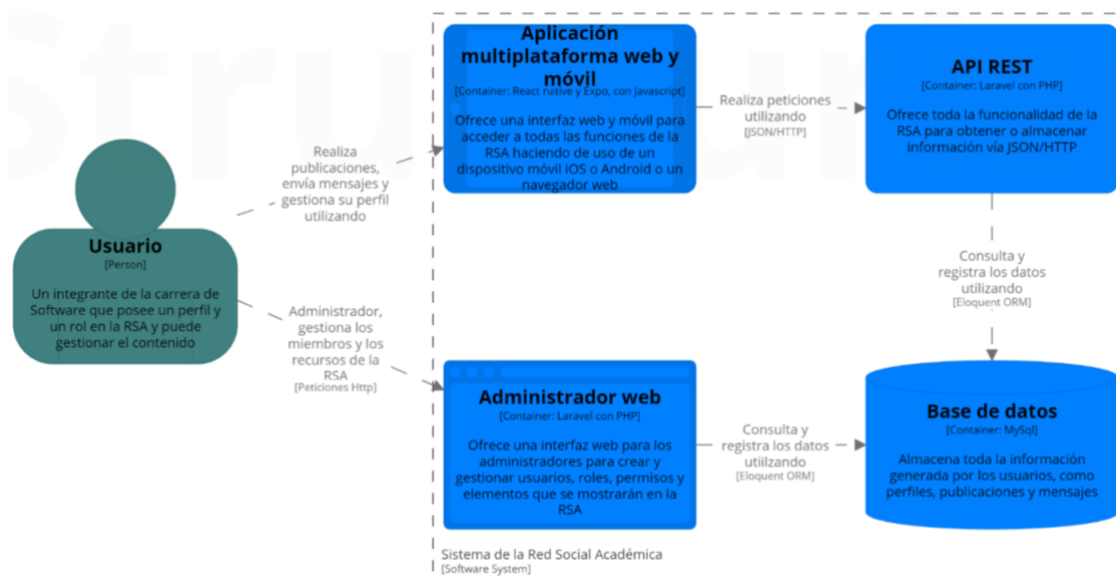 Aplicación
multiplataforma web y
móvil
[Container: React native y Expo, con Javascript]
Ofrece una interfaz web y móvil para
acceder a todas las funciones de la
RSA haciendo de uso de un
dispositivo móvil iOS o Android o un
navegador web
Realiza peticiones
utilizando
[JSON/HTTP]
API REST
[Container: Laravel con PHP]
Ofrece toda la funcionalidad de la
RSA para obtener o almacenar
información vía JSON/HTTP
Realiza
publicaciones,
envía mensajes y
gestiona su perfil
utilizando
Usuario
[Person]
Un integrante de la carrera de
Software que posee un perfil y
un rol en la RSA y puede
gestionar el contenido
Administrador,
gestiona los
miembros y los
recursos de la
RSA
[Peticiones Http]
Consulta y
registra los datos
utilizando
[Eloquent ORM]
Administrador web
[Container: Laravel con PHP]
Ofrece una interfaz web para los
administradores para crear y
gestionar usuarios, roles, permisos y
elementos que se mostrarán en la
RSA
Consulta y
registra los datos
utiilzando
[Eloquent ORM]
Base de datos
[Container: MySql]
Almacena toda la información
generada por los usuarios, como
perfiles, publicaciones y mensajes
Sistema de la Red Social Académica
[Software System]